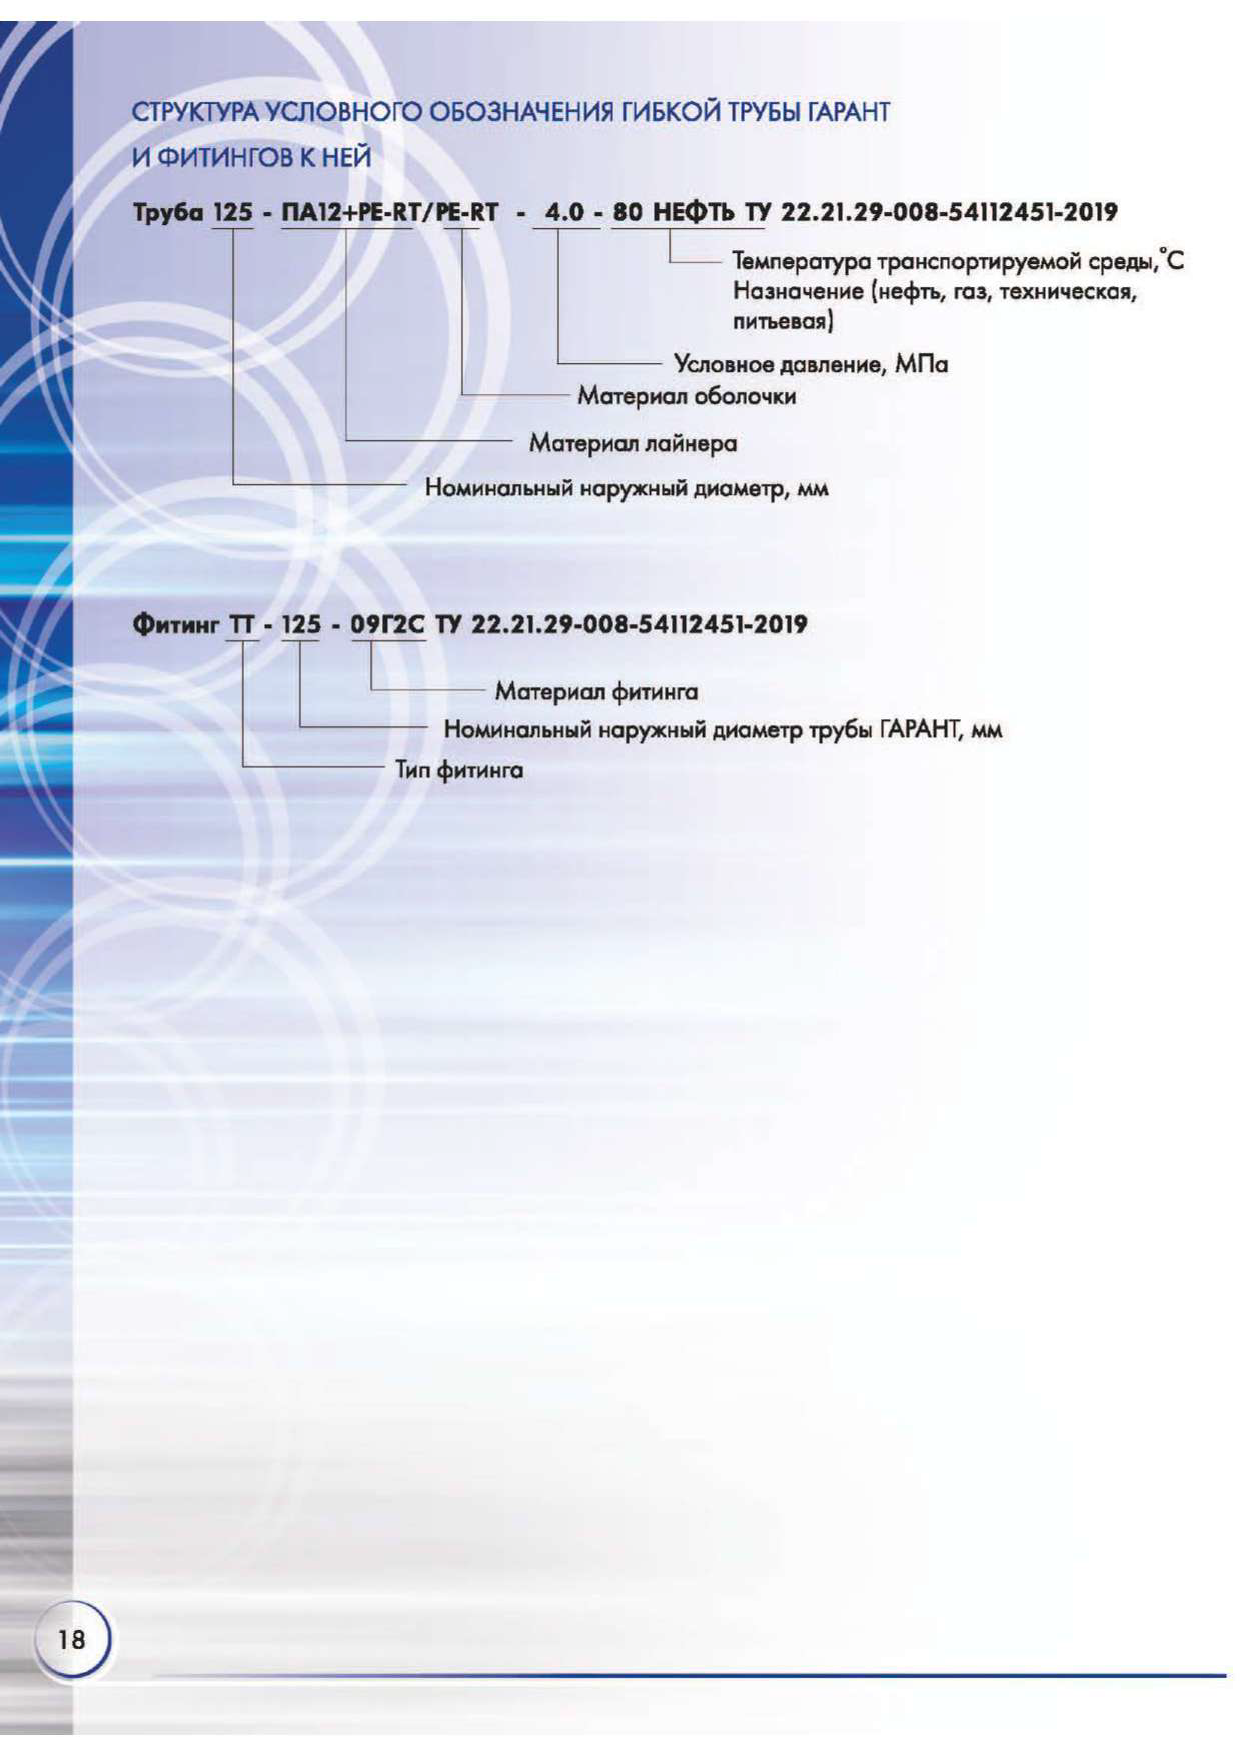 СТРУКТУРА УСЛОВНОГО ОБОЗНАЧЕНИЯ ГИБКОЙ ТРУБЫ ГАРАНТ
И ФИТИНГОВ К НЕЙ
Труба 125 - ПА12+PE-RT/PE-RT - 4.0 - 80 НЕФТЬ ТУ 22.21.29-008-54112451-2019
Температура транспортируемой среды,°С
Назначение (нефть, газ, техническая,
питьевая)
Условное давление, МПа
Материал оболочки
Материал лайнера
Номинальный наружный диаметр, мм
Фитинг ТТ - 125 - 09Г2С ТУ 22.21.29-008-54112451-2019
Материал фитинга
Номинальный наружный диаметр трубы ГАРАНТ, мм
Тип фитинга
18